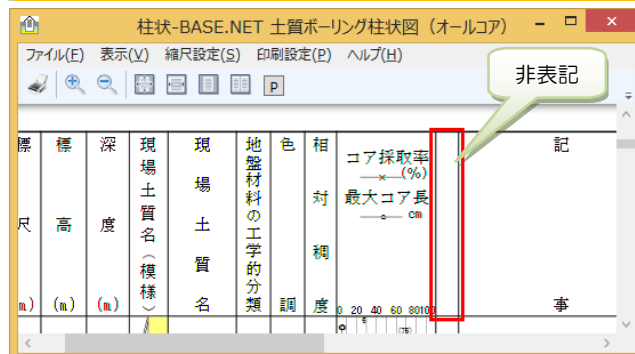 柱状-BASE.NET 土質ボーリング柱状図（オールコア）
ファイル(F) 表示(V) 縮尺設定(S) 印刷設定(P) ヘルプ(H)
P
非表記
標尺(m)
標高(m)
深度(m)
現場土質名（模様）
現場土質名
地盤材料の工学的分類
色調
相対稠度
コア採取率
(%)
最大コア長
cm
0 20 40 60 80100
記事